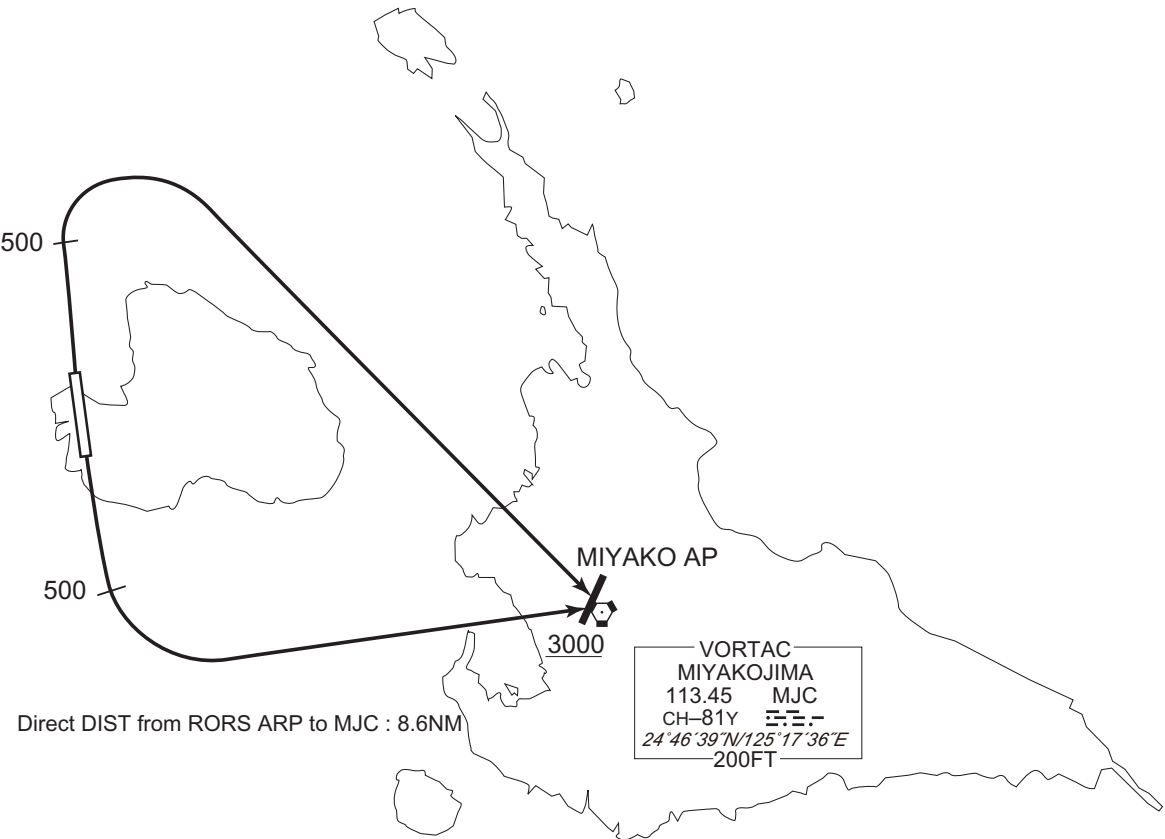 500
MIYAKO AP
500
3000
VORTAC
MIYAKOJIMA
113.45 MJC
CH–81Y
24°46´39˝N/125°17´36˝E
200FT
Direct DIST from RORS ARP to MJC : 8.6NM